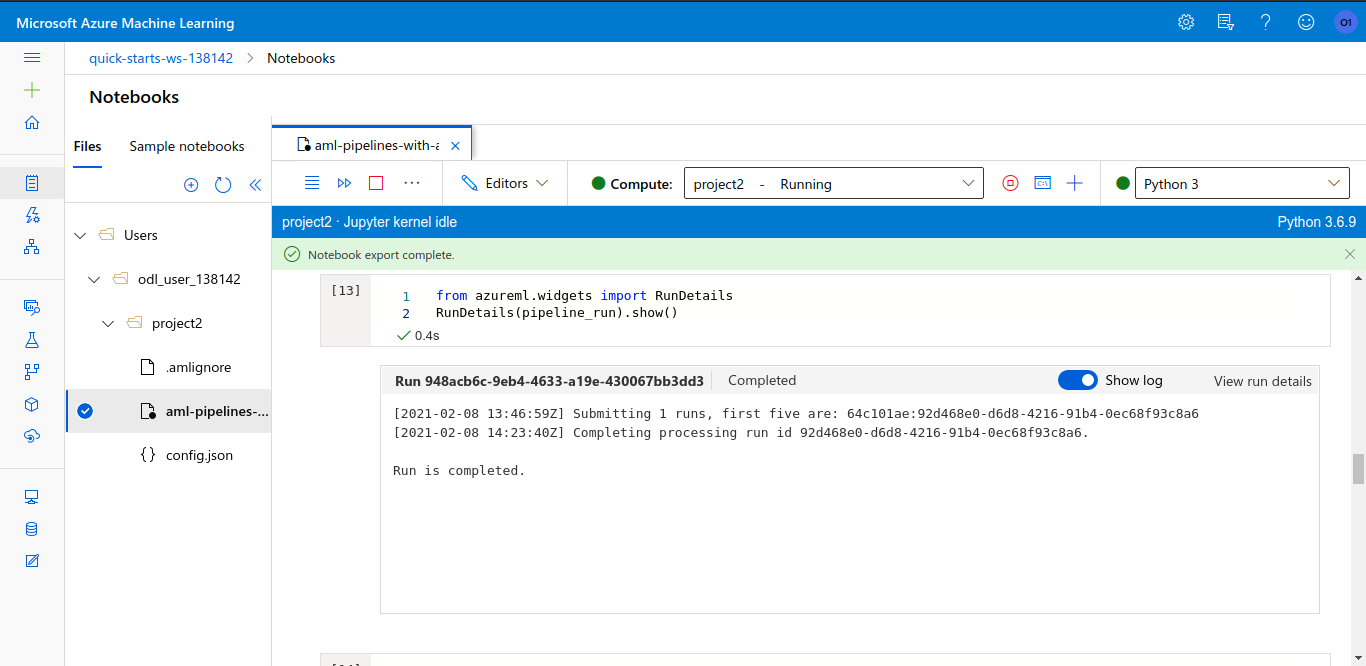 Microsoft Azure Machine Learning
O1
quick-starts-ws-138142 > Notebooks
Notebooks
Files
Sample notebooks
aml-pipelines-with-a
Editors
Compute:
project2 - Running
Python 3
project2 · Jupyter kernel idle
Python 3.6.9
Notebook export complete.
Users
odl_user_138142
project2
.amlignore
aml-pipelines-...
{} config.json
[13]
1 from azureml.widgets import RunDetails
2 RunDetails(pipeline_run).show()
0.4s
Run 948acb6c-9eb4-4633-a19e-430067bb3dd3
Completed
Show log
View run details
[2021-02-08 13:46:59Z] Submitting 1 runs, first five are: 64c101ae:92d468e0-d6d8-4216-91b4-0ec68f93c8a6
[2021-02-08 14:23:40Z] Completing processing run id 92d468e0-d6d8-4216-91b4-0ec68f93c8a6.
Run is completed.